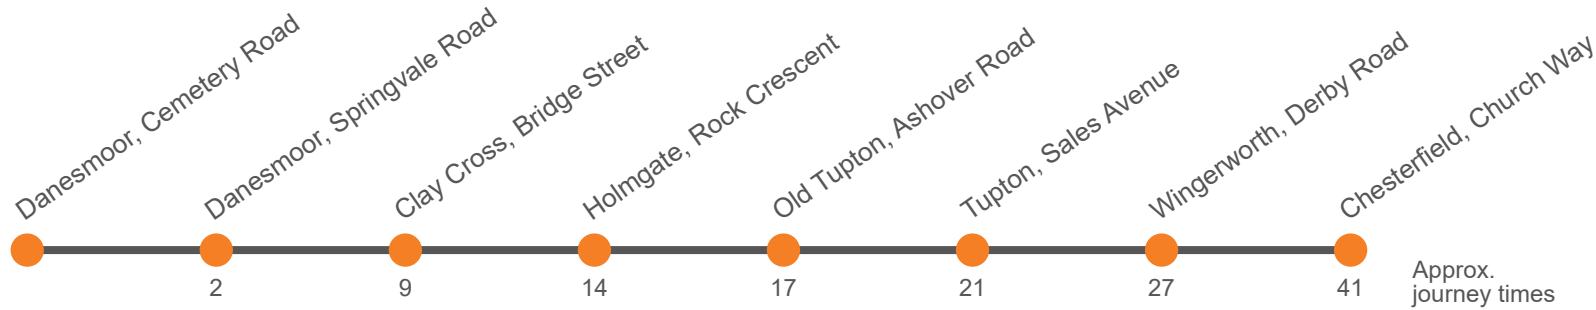 Danesmoor, Cemetery Road
Danesmoor, Springvale Road
Clay Cross, Bridge Street
Holmgate, Rock Crescent
Old Tupton, Ashover Road
Tupton, Sales Avenue
Wingerworth, Derby Road
Chesterfield, Church Way
2
9
14
17
21
27
41
Approx.
journey times